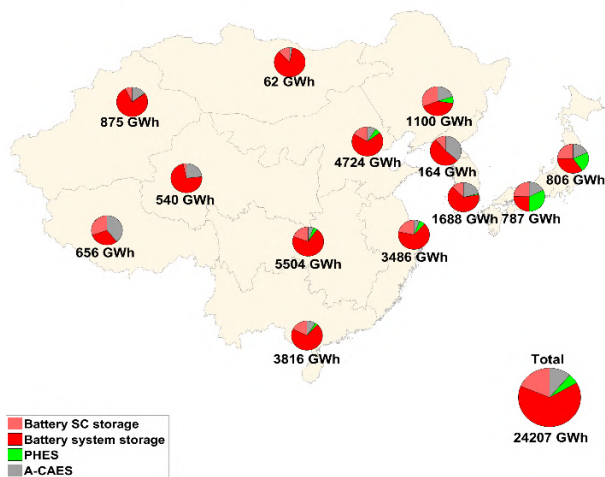 62 GWh
875 GWh
1100 GWh
4724 GWh
164 GWh
806 GWh
540 GWh
1688 GWh
787 GWh
656 GWh
5504 GWh
3486 GWh
3816 GWh
Total
24207 GWh
Battery SC storage
Battery system storage
PHES
A-CAES